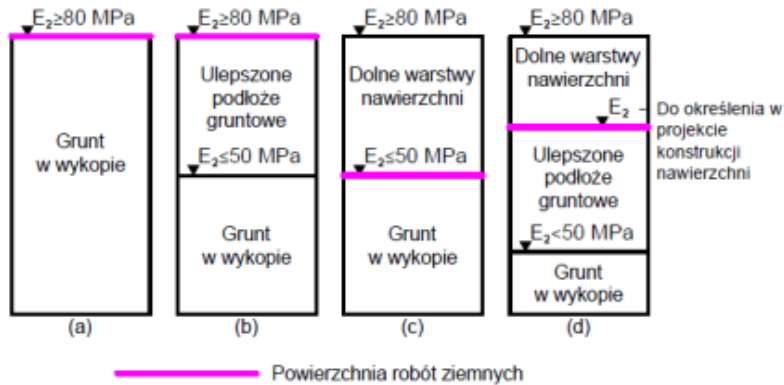 E₂≥80 MPa
Grunt
w wykopie
(a)
E₂≥80 MPa
Ulepszone
podłoże
gruntowe
E₂≤50 MPa
Grunt
w wykopie
(b)
E₂≥80 MPa
Dolne warstwy
nawierzchni
E₂≤50 MPa
Grunt
w wykopie
(c)
E₂≥80 MPa
Dolne warstwy
nawierzchni
E₂ - Do określenia w
projekcie
konstrukcji
nawierzchni
Ulepszone
podłoże
gruntowe
E₂<50 MPa
Grunt
w wykopie
(d)
Powierzchnia robót ziemnych